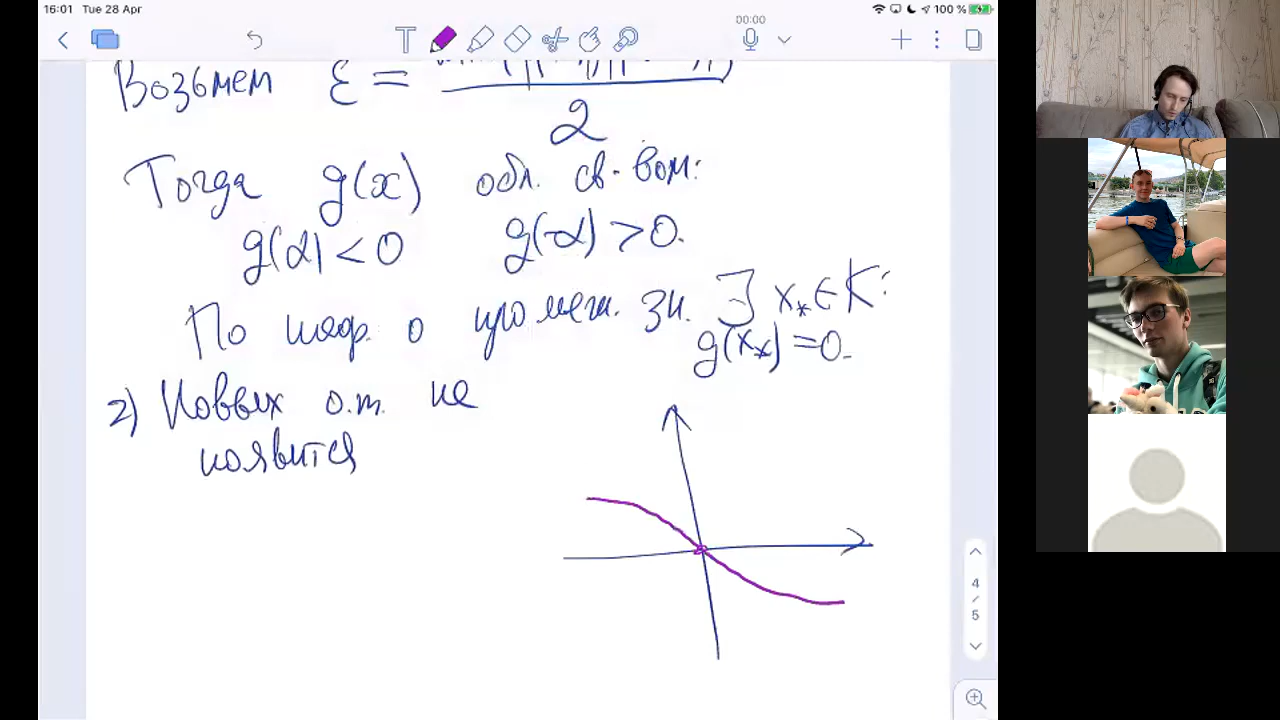 16:01 Tue 28 Apr
100 %
00:00
T
Возьмем ε =
2
Тогда g(x) обл. св-вом:
g(α) < 0 g(-α) > 0.
По теор. о промеж. зн. ∃ x* ∈ K:
g(x*) = 0.
2) Новых о.т. не
появится
4
/
5